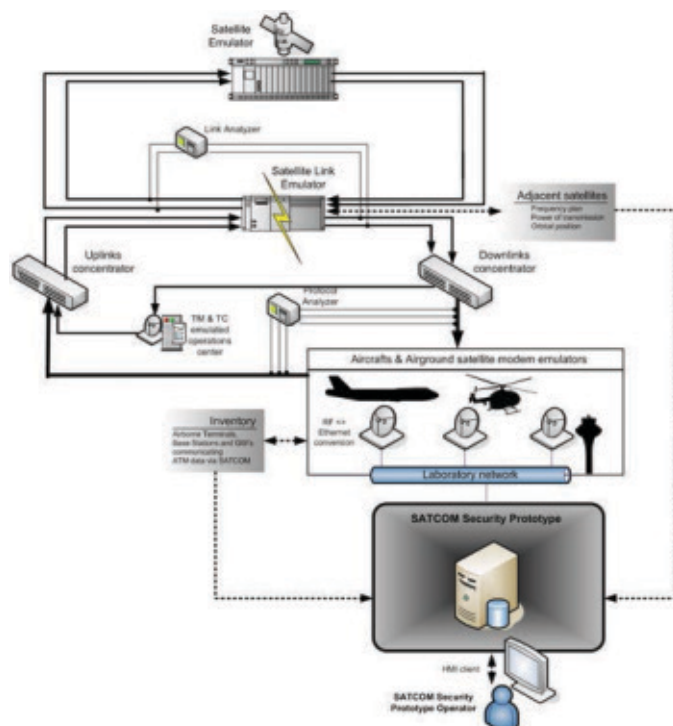 Satellite
Emulator
Link Analyzer
Satellite Link
Emulator
Adjacent satellites
Frequency plan
Power of transmission
Orbital position
Uplinks
concentrator
Downlinks
concentrator
Protocol
Analyzer
TM & TC
emulated
operations
center
Aircrafts & Airground satellite modem emulators
RF <->
Ethernet
conversion
Inventory
Airborne Terminals,
Base Stations and
communicating
ATM data via SATCOM
Laboratory network
SATCOM Security Prototype
HMI client
SATCOM Security
Prototype Operator